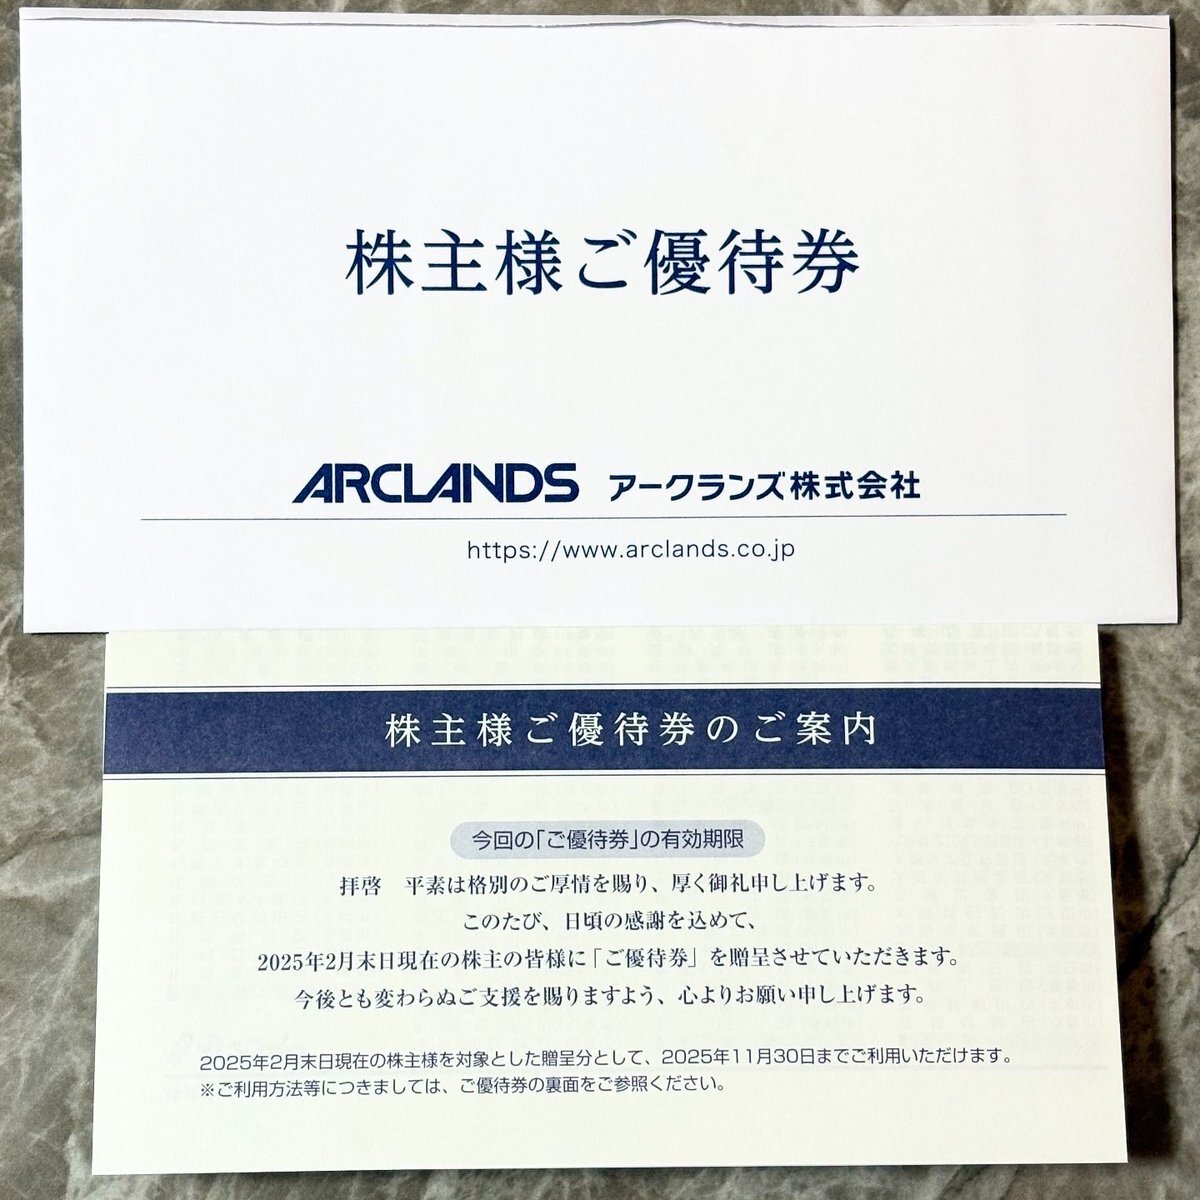 株主様ご優待券
ARCLANDS アークランズ株式会社
https://www.arclands.co.jp
株主様ご優待券のご案内
今回の「ご優待券」の有効期限
拝啓　平素は格別のご厚情を賜り、厚く御礼申し上げます。
このたび、日頃の感謝を込めて、
2025年2月末日現在の株主の皆様に「ご優待券」を贈呈させていただきます。
今後とも変わらぬご支援を賜りますよう、心よりお願い申し上げます。
2025年2月末日現在の株主様を対象とした贈呈分として、2025年11月30日までご利用いただけます。
※ご利用方法等につきましては、ご優待券の裏面をご参照ください。